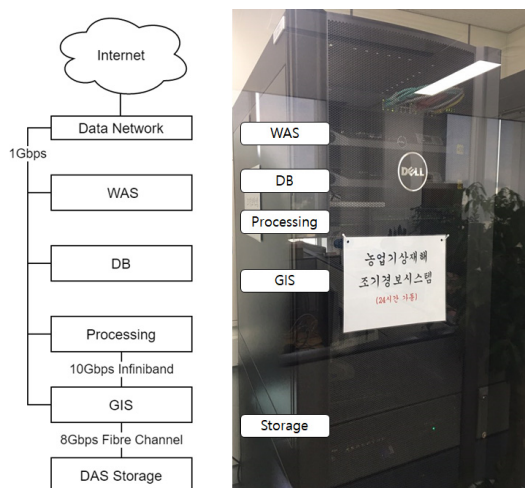 Internet
Data Network
1Gbps
WAS
DB
Processing
10Gbps Infiniband
GIS
8Gbps Fibre Channel
DAS Storage
WAS
DB
Processing
GIS
Storage
DELL
농업기상재해
조기경보시스템
(24시간 가동)